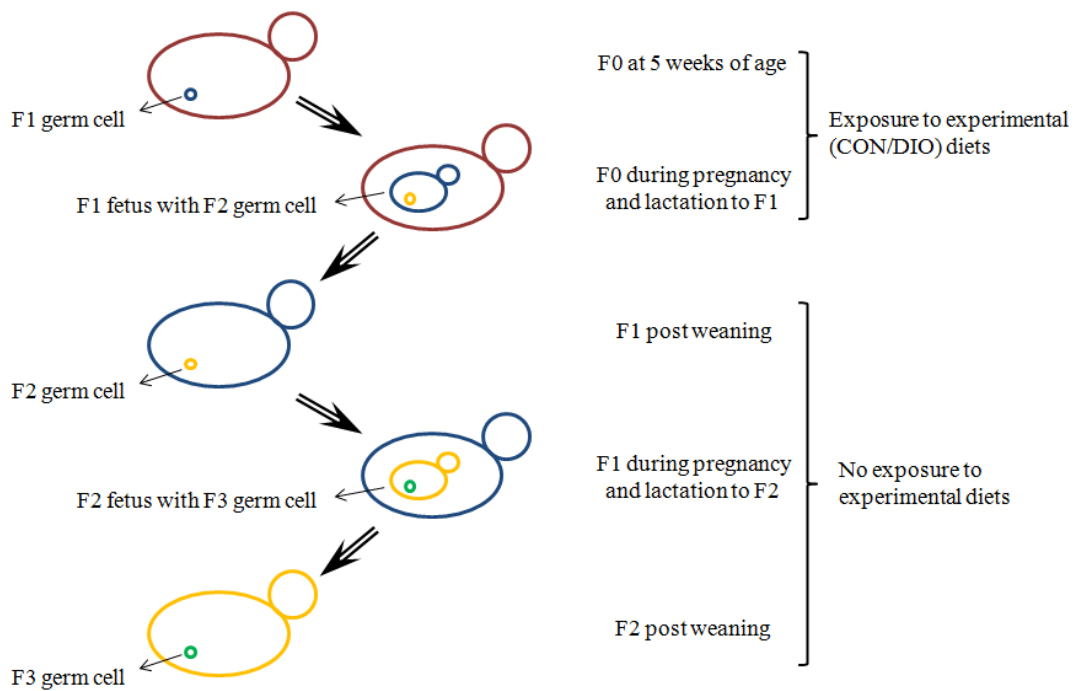 F0 at 5 weeks of age
F1 germ cell
Exposure to experimental
(CON/DIO) diets
F0 during pregnancy
and lactation to F1
F1 fetus with F2 germ cell
F1 post weaning
F2 germ cell
F1 during pregnancy
and lactation to F2
No exposure to
experimental diets
F2 fetus with F3 germ cell
F2 post weaning
F3 germ cell